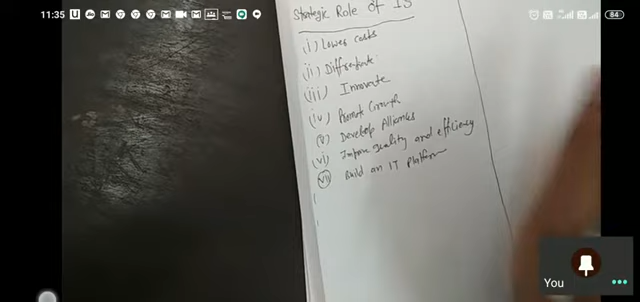 11:35
84
Strategic Role of IS
(i) Lower costs
(ii) Differentiate
(iii) Innovate
(iv) Promote Growth
(v) Develop Alliances
(vi) Improve quality and efficiency
(vii) Build an IT Platform
You